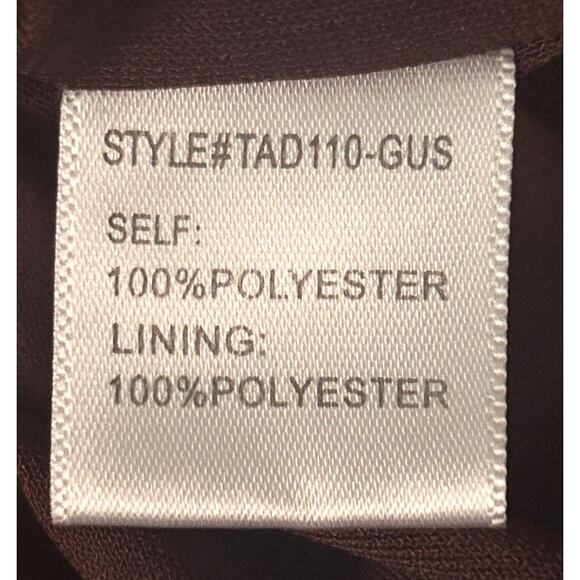 STYLE#TAD110-GUS
SELF:
100%POLYESTER
LINING:
100%POLYESTER